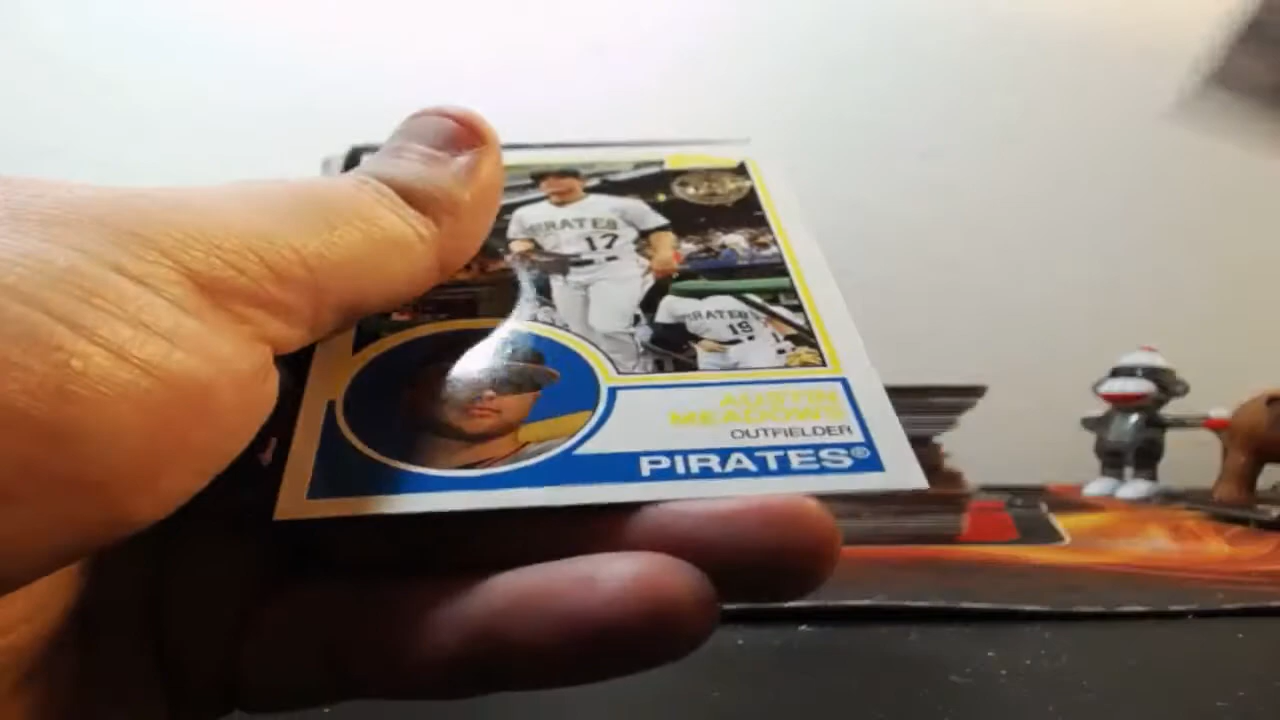 PIRATES
17
PIRATES
19
AUSTIN
MEADOWS
OUTFIELDER
PIRATES®